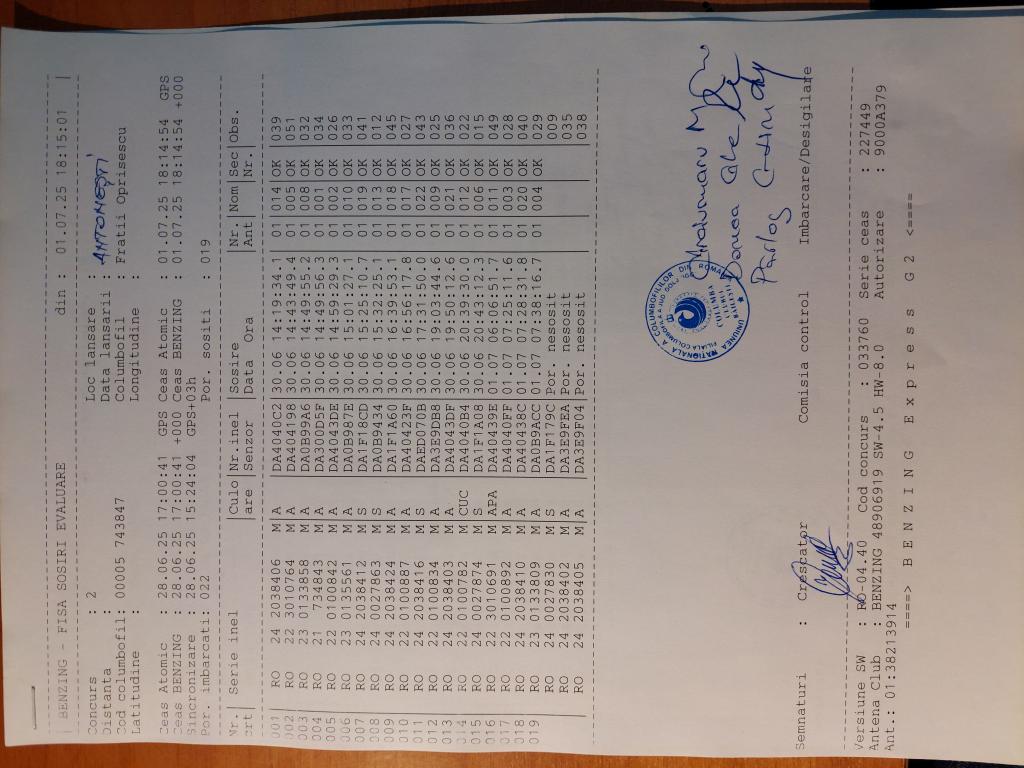 BENZING - FISA SOSIRI EVALUARE din : 01.07.25 18:15:01
Concurs : 2 Loc lansare : ANTONESTI
Distanta : Data lansarii :
Cod columbofil: 00005 743847 Columbofil : Fratii Oprisescu
Latitudine : Longitudine :
Ceas Atomic : 28.06.25 17:00:41 GPS Ceas Atomic : 01.07.25 18:14:54 GPS
Ceas BENZING : 28.06.25 17:00:41 +000 Ceas BENZING : 01.07.25 18:14:54 +000
Sincronizare : 28.06.25 15:24:04 GPS+03h
Por. imbarcati: 022 Por. sositi : 019
Nr. | Serie inel |Culo|Nr.inel |Sosire |Nr. |Nom|Sec|Obs.
crt| |are |Senzor |Data Ora |Ant | |Nr.|
001 RO 24 2038406 M A DA4040C2 30.06 14:19:34.1 01 014 OK 039
002 RO 22 3010764 M A DA404198 30.06 14:43:49.4 01 005 OK 051
003 RO 23 0133858 M A DA0B99A6 30.06 14:49:55.2 01 008 OK 032
004 RO 21 734843 M A DA300D5F 30.06 14:49:56.3 01 001 OK 034
005 RO 22 0100842 M A DA4043DE 30.06 14:59:29.3 01 002 OK 026
006 RO 23 0135561 M A DA0B987E 30.06 15:01:27.1 01 010 OK 033
007 RO 24 2038412 M S DA1F18CD 30.06 15:25:10.7 01 019 OK 041
008 RO 24 0027863 M S DA0B9434 30.06 15:32:25.1 01 013 OK 012
009 RO 24 2038424 M A DA1F1A60 30.06 16:39:53.1 01 018 OK 045
010 RO 22 0100887 M A DA40423F 30.06 16:56:17.8 01 017 OK 027
011 RO 24 2038416 M S DAED070B 30.06 17:31:50.0 01 022 OK 043
012 RO 22 0100834 M A DA3E9DB8 30.06 19:03:44.6 01 009 OK 025
013 RO 24 2038403 M A DA4043DF 30.06 19:50:12.6 01 021 OK 036
014 RO 22 0100782 M CUC DA4040B4 30.06 20:39:30.0 01 012 OK 022
015 RO 24 0027874 M S DA1F1A08 30.06 20:43:12.3 01 006 OK 015
016 RO 22 3010691 M APA DA40439E 01.07 06:06:51.7 01 011 OK 049
017 RO 22 0100892 M A DA4040FF 01.07 07:25:11.6 01 003 OK 028
018 RO 24 2038410 M A DA40438C 01.07 07:28:31.8 01 020 OK 040
019 RO 23 0133809 M A DA0B9ACC 01.07 07:38:16.7 01 004 OK 029
RO 24 0027830 M S DA1F179C Por. nesosit 009
RO 24 2038402 M A DA3E9FEA Por. nesosit 035
RO 24 2038405 M A DA3E9F04 Por. nesosit 038
COLUMBA
CLUBUL
BAILESTI
Semnaturi : Crescator Comisia control Imbarcare/Desigilare
Versiune SW : RO-04.40 Cod concurs : 033760 Serie ceas : 227449
Antena Club : BENZING 48906919 SW-4.5 HW-8.0 Autorizare : 9000A379
Ant.: 01:38213914
====> B E N Z I N G E x p r e s s G 2 <====